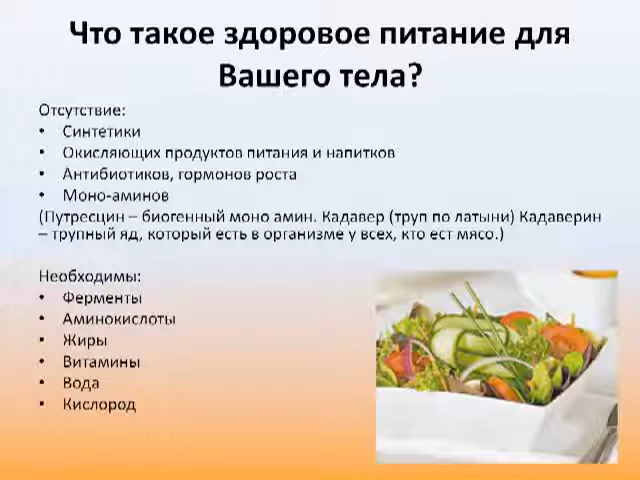 Что такое здоровое питание для
Вашего тела?
Отсутствие:
• Синтетики
• Окисляющих продуктов питания и напитков
• Антибиотиков, гормонов роста
• Моно-аминов
(Путресцин – биогенный моно амин. Кадавер (труп по латыни) Кадаверин
– трупный яд, который есть в организме у всех, кто ест мясо.)
Необходимы:
• Ферменты
• Аминокислоты
• Жиры
• Витамины
• Вода
• Кислород